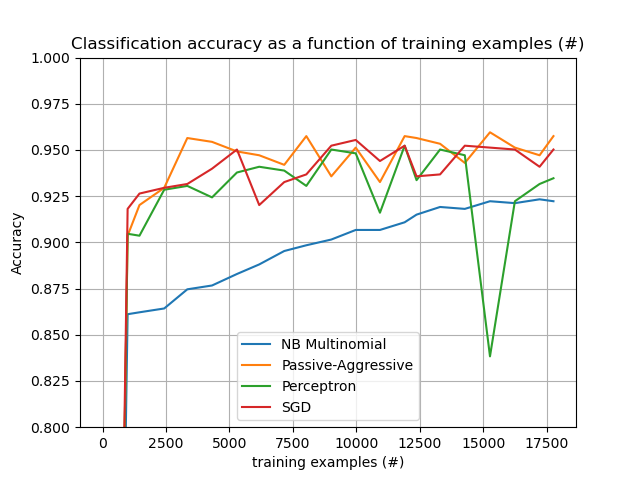 Classification accuracy as a function of training examples (#)
1.000
0.975
0.950
0.925
0.900
0.875
0.850
0.825
0.800
Accuracy
NB Multinomial
Passive-Aggressive
Perceptron
SGD
0 2500 5000 7500 10000 12500 15000 17500
training examples (#)